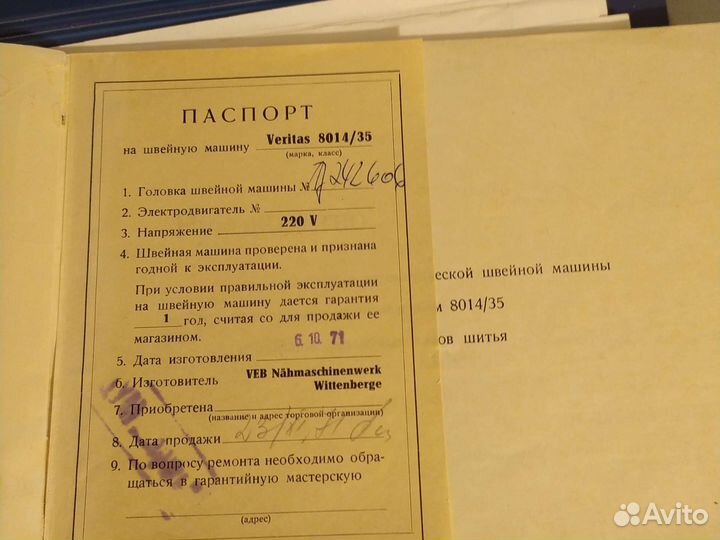 ПАСПОРТ
на швейную машину Veritas 8014/35
(марка, класс)
1. Головка швейной машины № 242606
2. Электродвигатель №
3. Напряжение 220 V
4. Швейная машина проверена и признана
годной к эксплуатации.
При условии правильной эксплуатации
на швейную машину дается гарантия
1 год, считая со для продажи ее
магазином.
5. Дата изготовления 6.10.71
6. Изготовитель VEB Nähmaschinenwerk
Wittenberge
7. Приобретена
(название и адрес торговой организации)
8. Дата продажи
9. По вопросу ремонта необходимо обра-
щаться в гарантийную мастерскую
(адрес)
еской швейной машины
м 8014/35
ов шитья
Avito